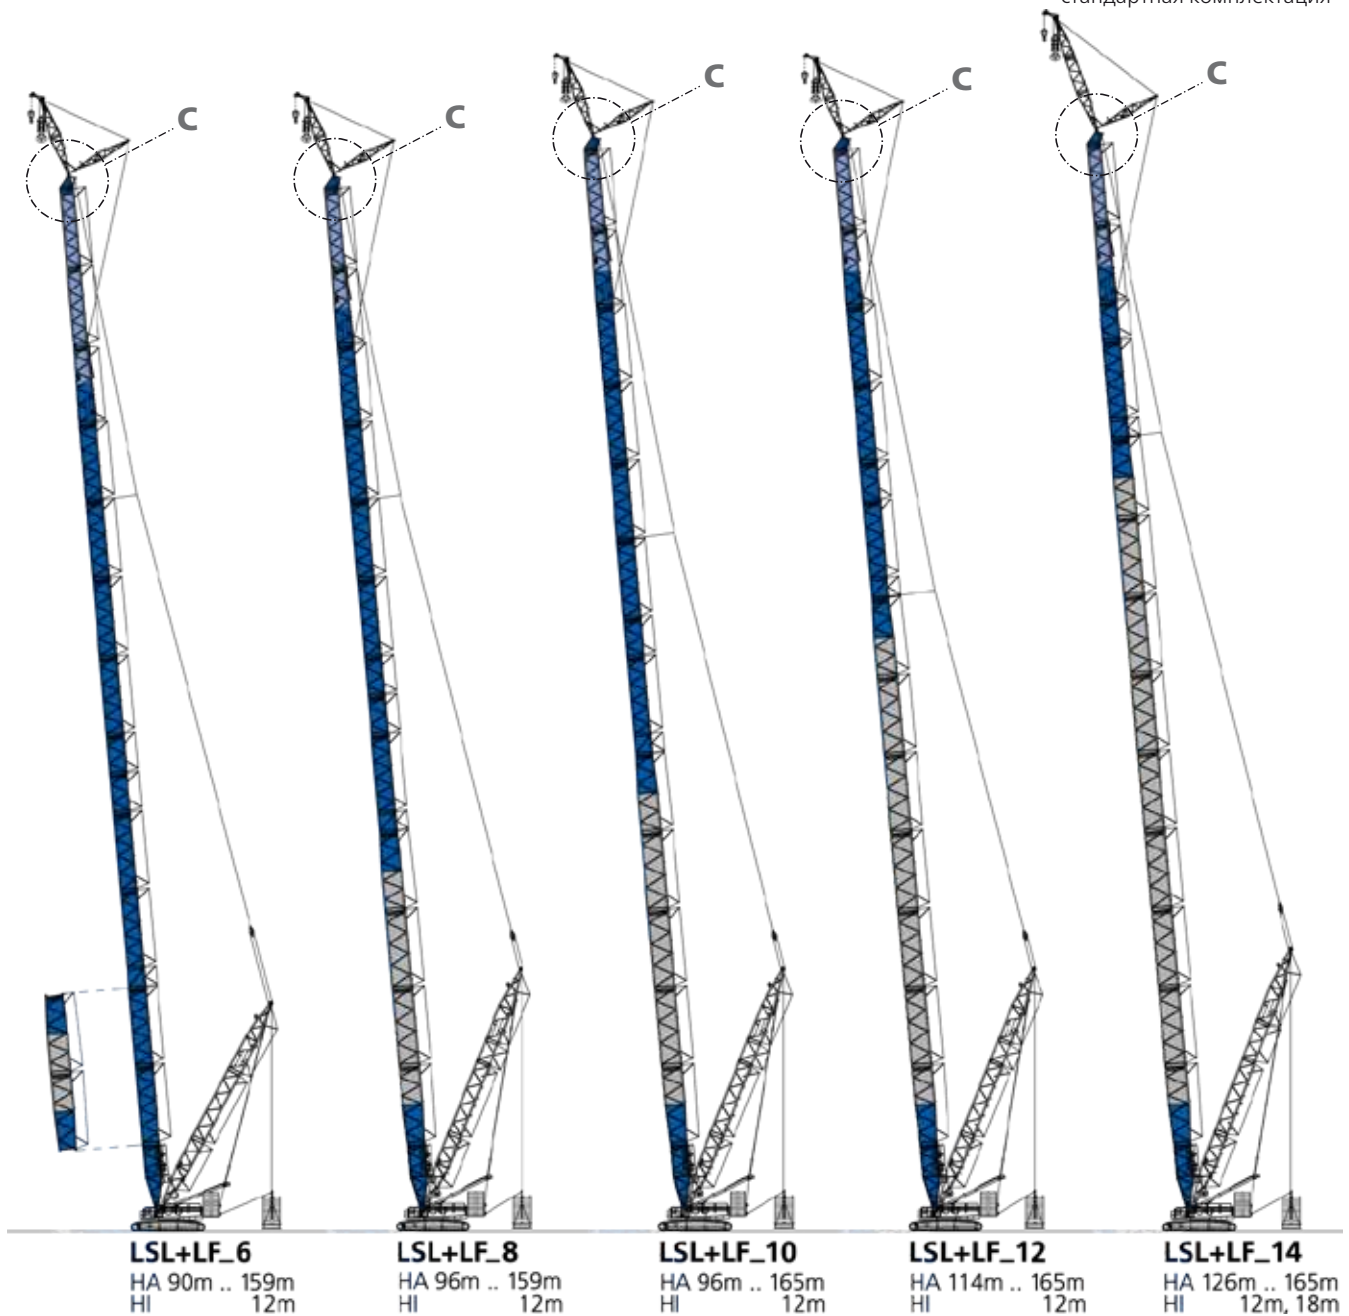 стандартная комплектация
C
C
C
C
C
LSL+LF_6
HA 90m .. 159m
HI 12m
LSL+LF_8
HA 96m .. 159m
HI 12m
LSL+LF_10
HA 96m .. 165m
HI 12m
LSL+LF_12
HA 114m .. 165m
HI 12m
LSL+LF_14
HA 126m .. 165m
HI 12m, 18m